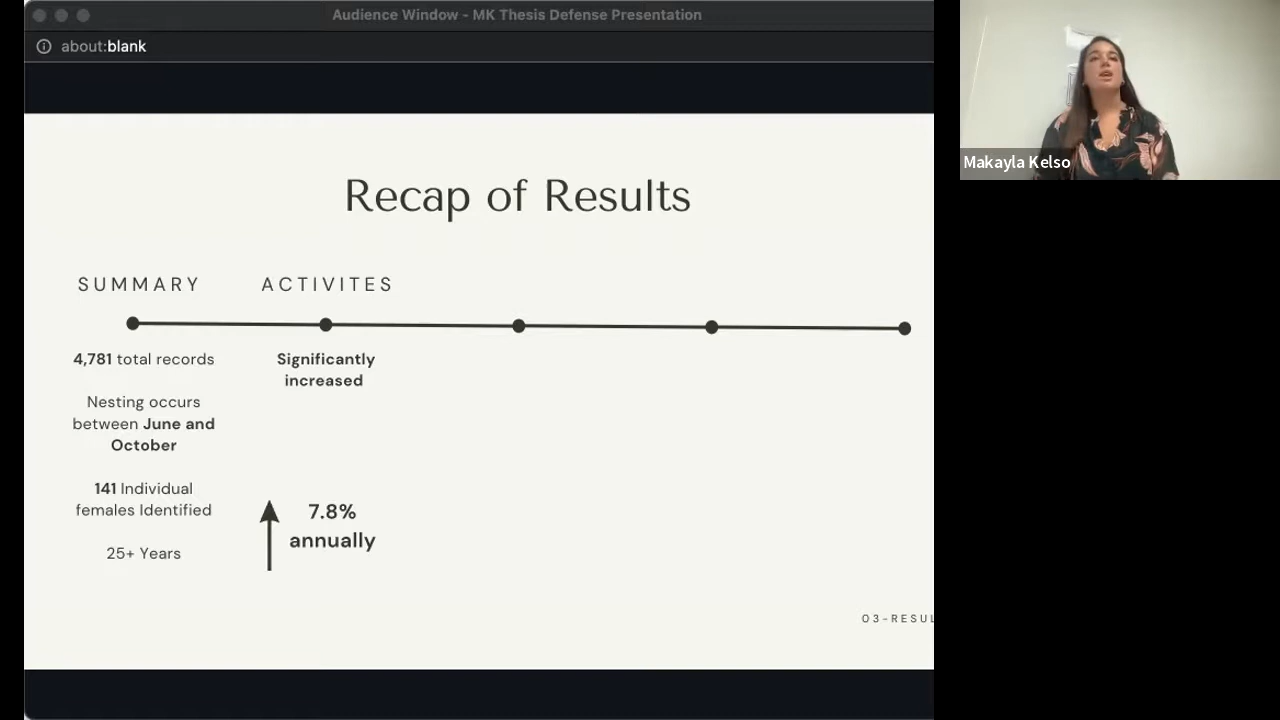 Audience Window - MK Thesis Defense Presentation
about:blank
Makayla Kelso
Recap of Results
SUMMARY
ACTIVITES
4,781 total records
Nesting occurs
between June and
October
141 Individual
females Identified
25+ Years
Significantly
increased
7.8%
annually
03-RESUL